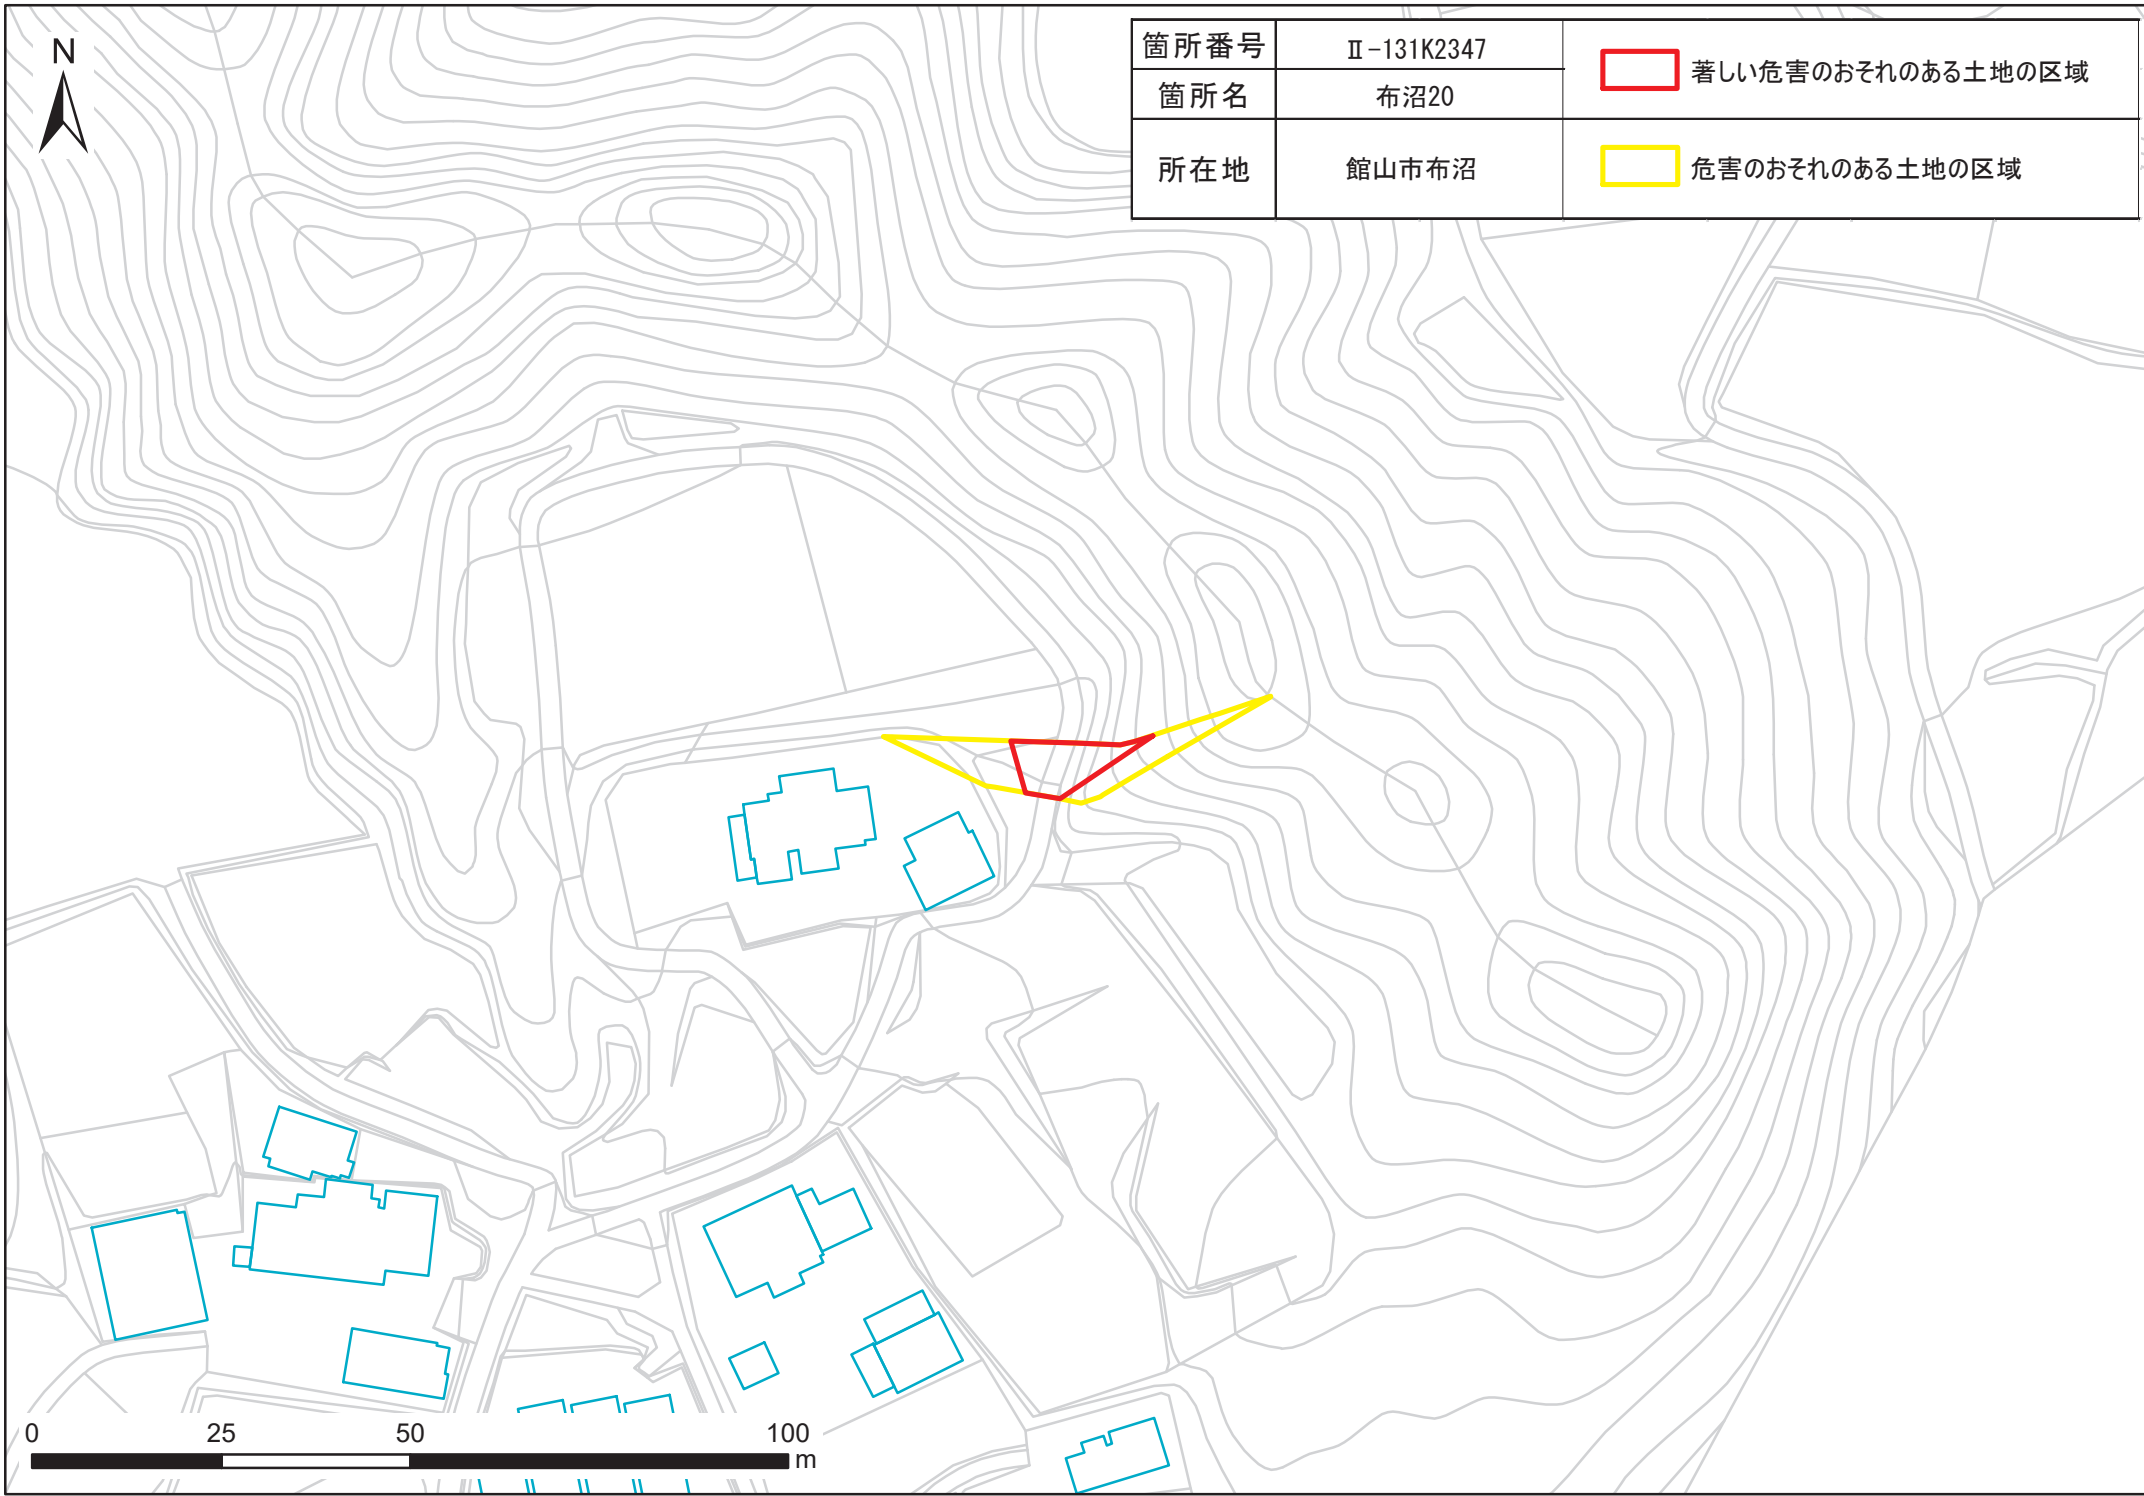 N
箇所番号 Ⅱ-131K2347
著しい危害のおそれのある土地の区域
箇所名 布沼20
所在地 館山市布沼
危害のおそれのある土地の区域
0 25 50 100
m